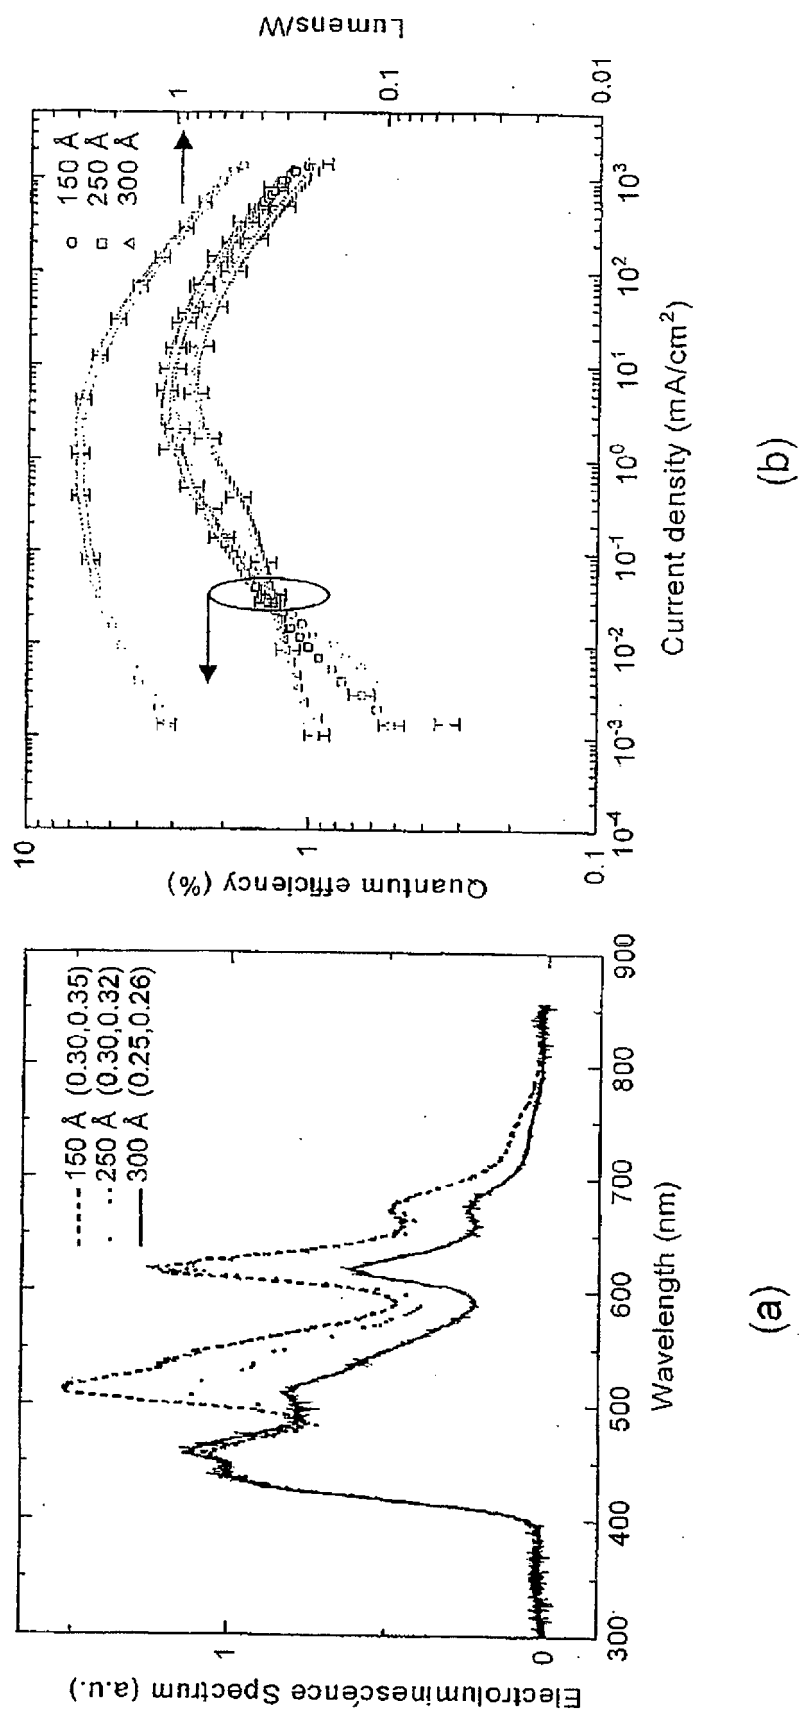 Electroluminescence Spectrum (a.u.)
1
0
150 Å (0.30,0.35)
250 Å (0.30,0.32)
300 Å (0.25,0.26)
300 400 500 600 700 800 900
Wavelength (nm)
(a)
Quantum efficiency (%)
10
1
0.1
150 Å
250 Å
300 Å
1
0.1
0.01
Lumens/W
10-4 10-3 10-2 10-1 100 101 102 103
Current density (mA/cm2)
(b)